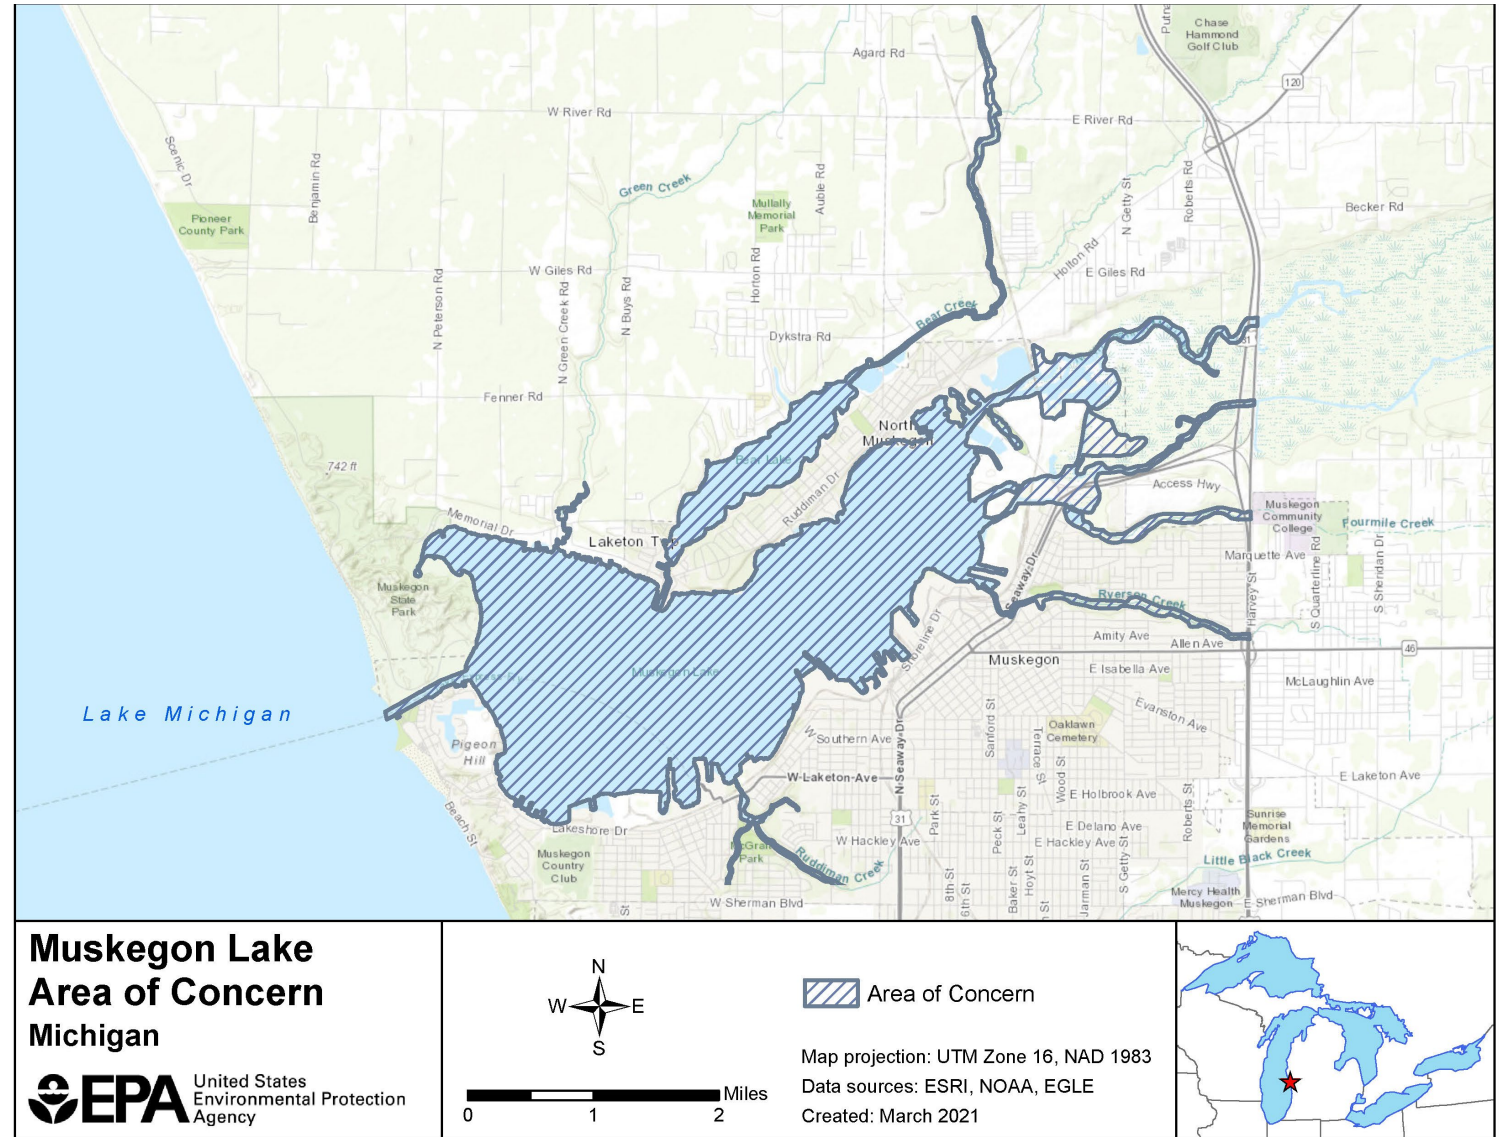 Chase
Hammond
Golf Club
Agard Rd
120
W River Rd
E River Rd
Scenic Dr
Benjamin Rd
Green Creek
Auble Rd
N Getty St
Roberts Rd
Mullally
Memorial
Park
Becker Rd
Pioneer
County Park
Holton Rd
W Giles Rd
E Giles Rd
N Peterson Rd
N Green Creek Rd
N Buys Rd
Horton Rd
Bear Creek
Dykstra Rd
31
Fenner Rd
North
Muskegon
742 ft
Bear Lake
Ruddiman Dr
Access Hwy
Memorial Dr
Muskegon
Community
College
Fourmile Creek
Laketon Twp
Marquette Ave
Seaway Dr
Harvey St
S Quarterline Rd
S Sheridan Dr
Muskegon
State
Park
Ryerson Creek
Shoreline Dr
Amity Ave
Allen Ave
46
Muskegon
E Isabella Ave
Muskegon Lake
McLaughlin Ave
Lake Michigan
Evanston Ave
Oaklawn
Cemetery
Sanford St
Terrace St
W Southern Ave
N Seaway Dr
Pigeon
Hill
W Laketon Ave
Wood St
E Laketon Ave
E Holbrook Ave
Beach St
Park St
Peck St
Leahy St
Roberts St
31
Sunrise
Memorial
Gardens
Lakeshore Dr
E Delano Ave
W Hackley Ave
E Hackley Ave
McGraft
Park
Ruddiman Creek
Muskegon
Country
Club
Little Black Creek
S Getty St
8th St
6th St
Baker St
Hoyt St
Jarman St
Mercy Health
Muskegon
E Sherman Blvd
W Sherman Blvd
St
St
Muskegon Lake
Area of Concern
Michigan
EPA
United States
Environmental Protection
Agency
N
W E
S
Miles
0 1 2
Area of Concern
Map projection: UTM Zone 16, NAD 1983
Data sources: ESRI, NOAA, EGLE
Created: March 2021